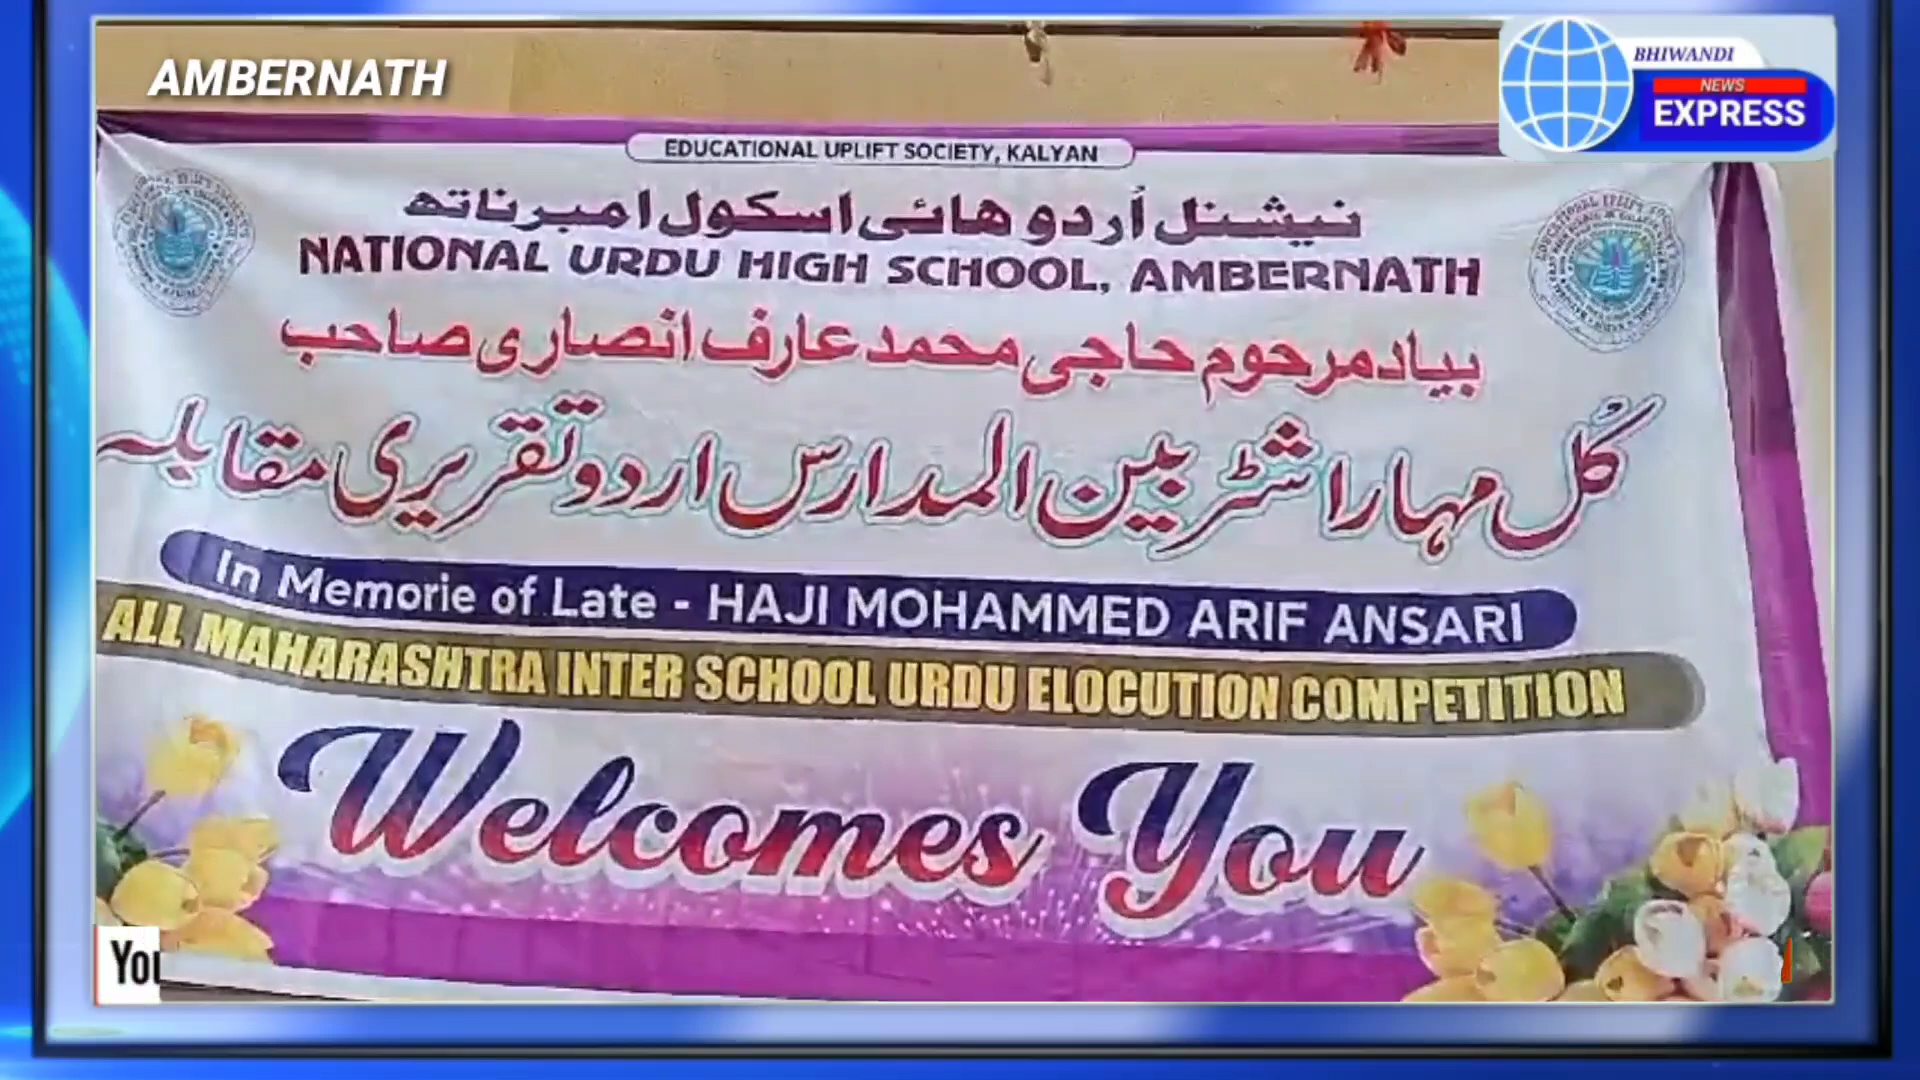 AMBERNATH
BHIWANDI
NEWS
EXPRESS
EDUCATIONAL UPLIFT SOCIETY, KALYAN
نیشنل اُردو ھائی اسکول امبرناتھ
NATIONAL URDU HIGH SCHOOL, AMBERNATH
بیاد مرحوم حاجی محمد عارف انصاری صاحب
کُل مہاراشٹر بین المدارس اردو تقریری مقابلہ
In Memorie of Late - HAJI MOHAMMED ARIF ANSARI
ALL MAHARASHTRA INTER SCHOOL URDU ELOCUTION COMPETITION
Welcomes You